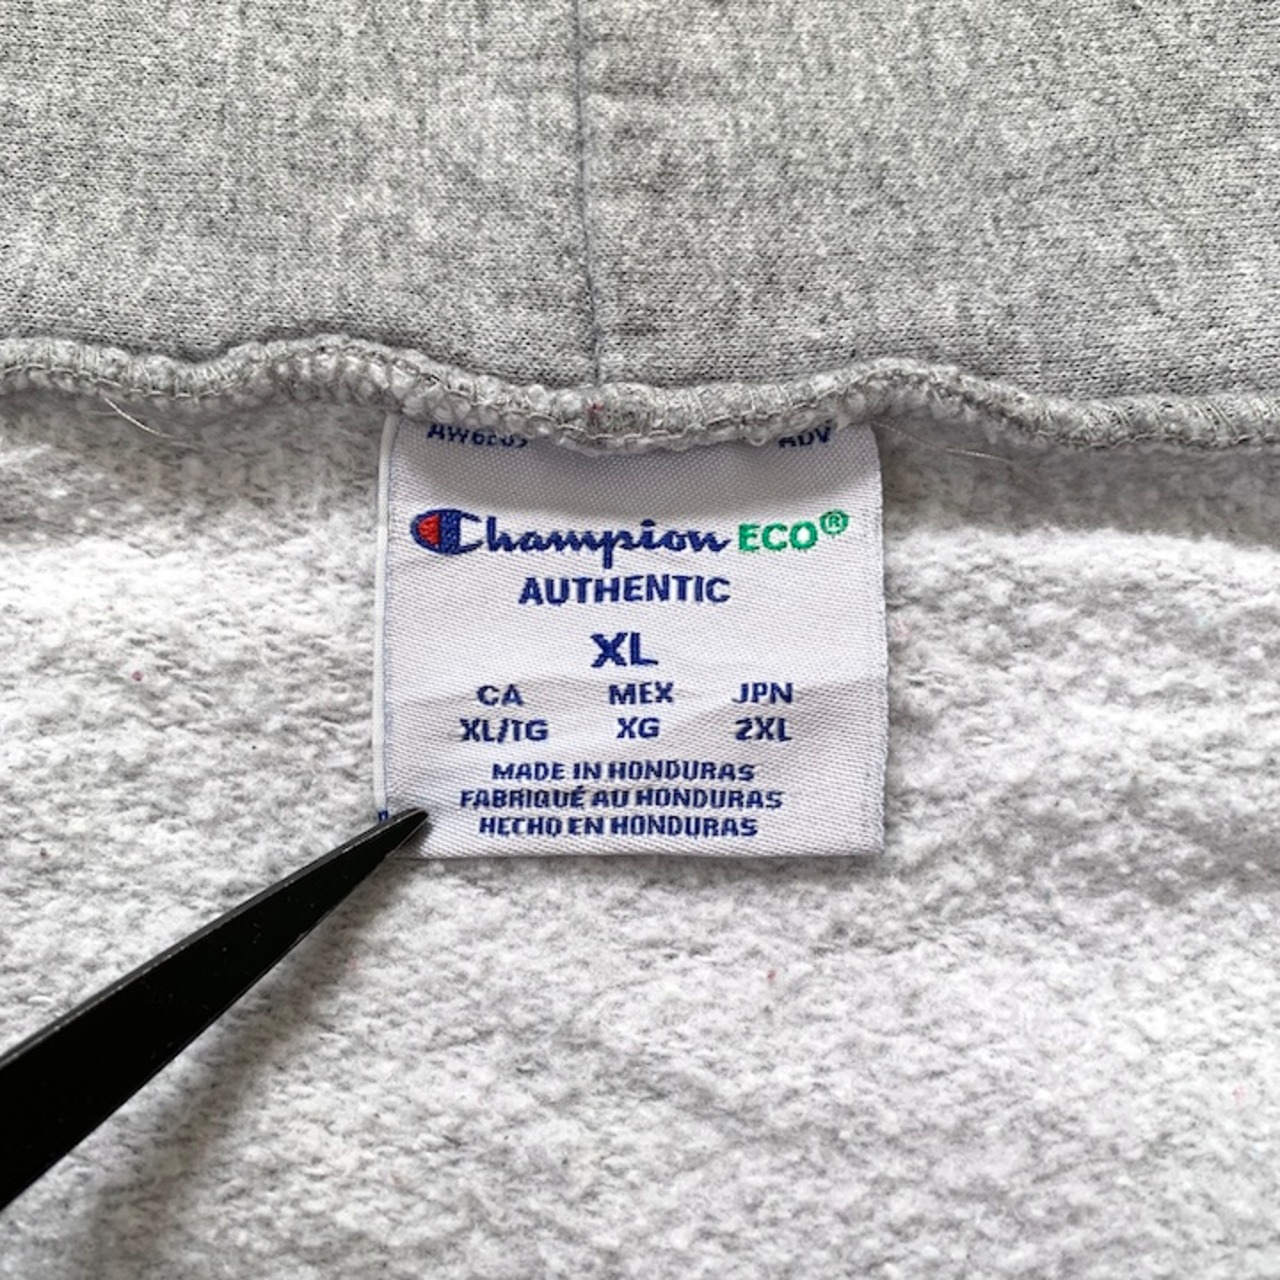 ADV
Champion ECO®
AUTHENTIC
XL
CA MEX JPN
XL/TG XG 2XL
MADE IN HONDURAS
FABRIQUÉ AU HONDURAS
HECHO EN HONDURAS